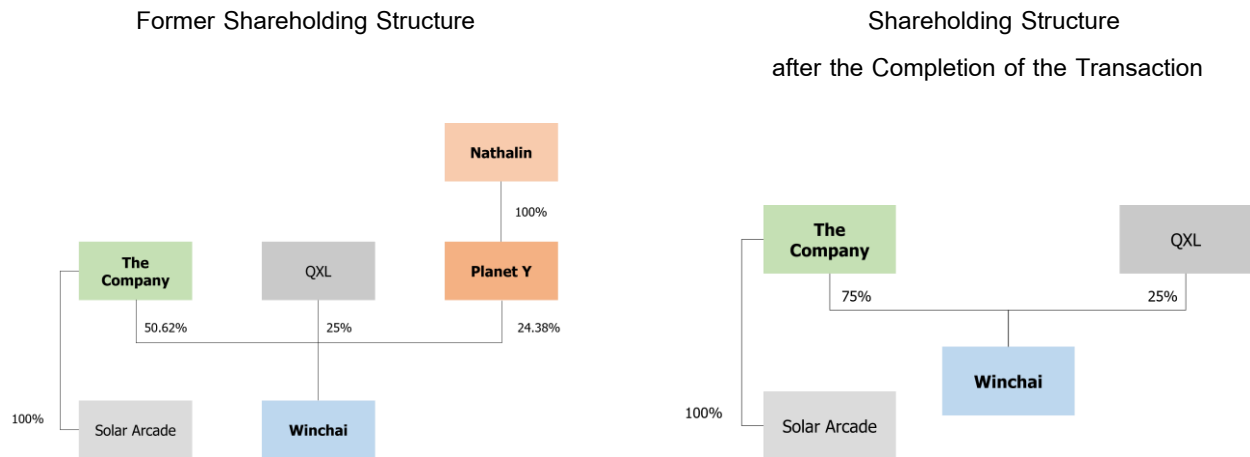 Former Shareholding Structure
Shareholding Structure
after the Completion of the Transaction
Nathalin
100%
The
Company
QXL
Planet Y
50.62%
25%
24.38%
100%
Solar Arcade
Winchai
The
Company
QXL
75%
25%
Winchai
100%
Solar Arcade